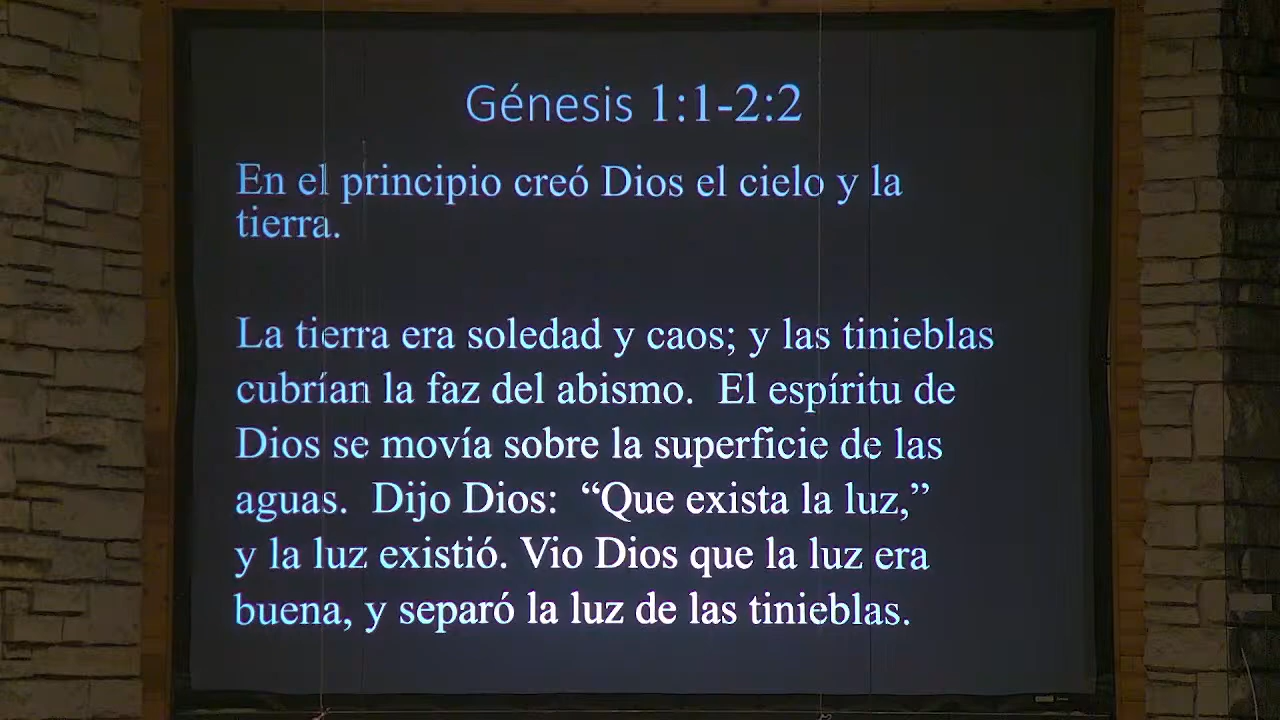 Génesis 1:1-2:2
En el principio creó Dios el cielo y la
tierra.
La tierra era soledad y caos; y las tinieblas
cubrían la faz del abismo.  El espíritu de
Dios se movía sobre la superficie de las
aguas.  Dijo Dios:  “Que exista la luz,”
y la luz existió. Vio Dios que la luz era
buena, y separó la luz de las tinieblas.